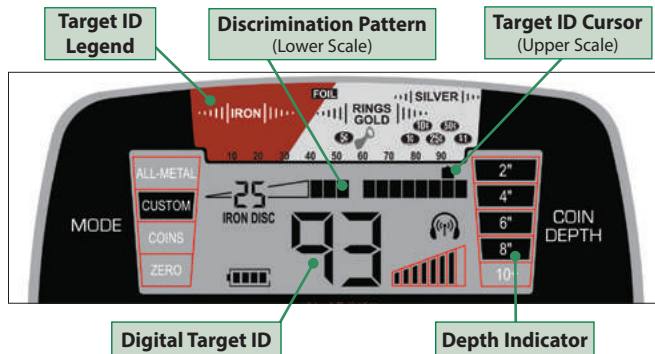 Target ID
Legend
Discrimination Pattern
(Lower Scale)
Target ID Cursor
(Upper Scale)
IRON
FOIL
RINGS
GOLD
SILVER
5¢
10¢ 50¢
1¢ 25¢ $1
10 20 30 40 50 60 70 80 90
MODE
ALL-METAL
CUSTOM
COINS
ZERO
25
IRON DISC
93
2"
4"
6"
8"
10"
COIN
DEPTH
Digital Target ID
Depth Indicator